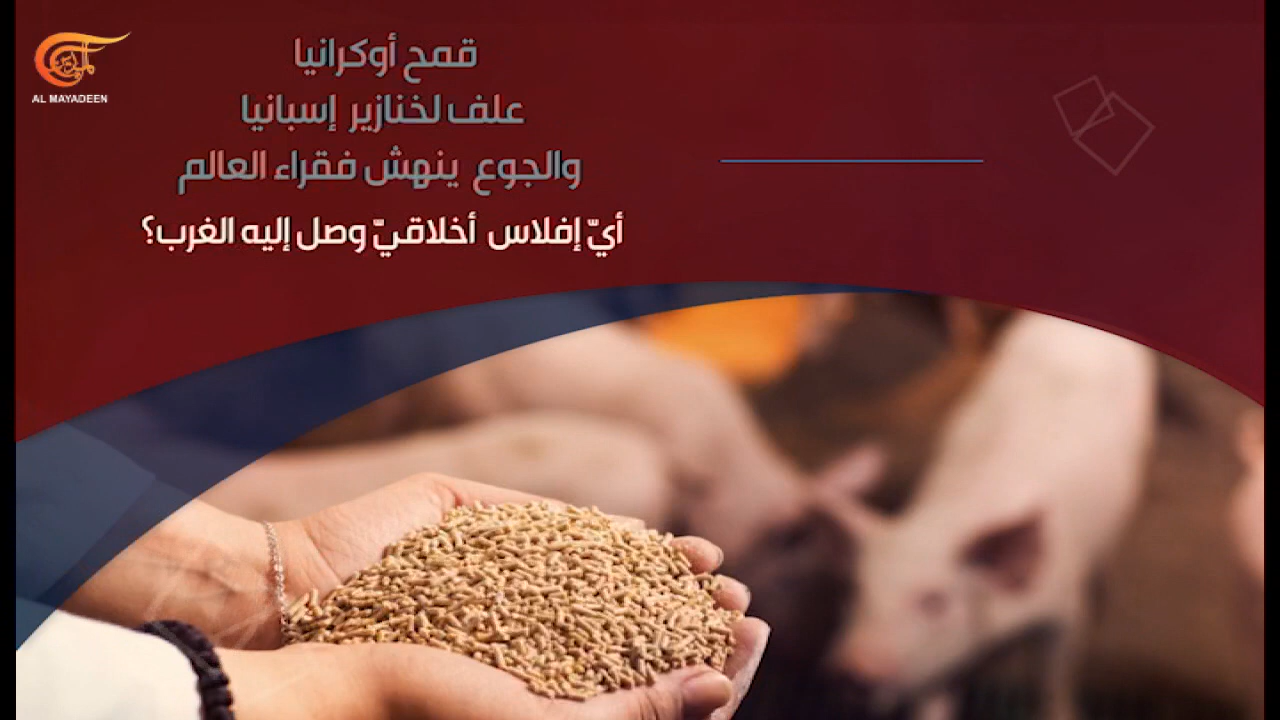 AL MAYADEEN
قمح أوكرانيا
علف لخنازير إسبانيا
والجوع ينهش فقراء العالم
أيّ إفلاس أخلاقيّ وصل إليه الغرب؟